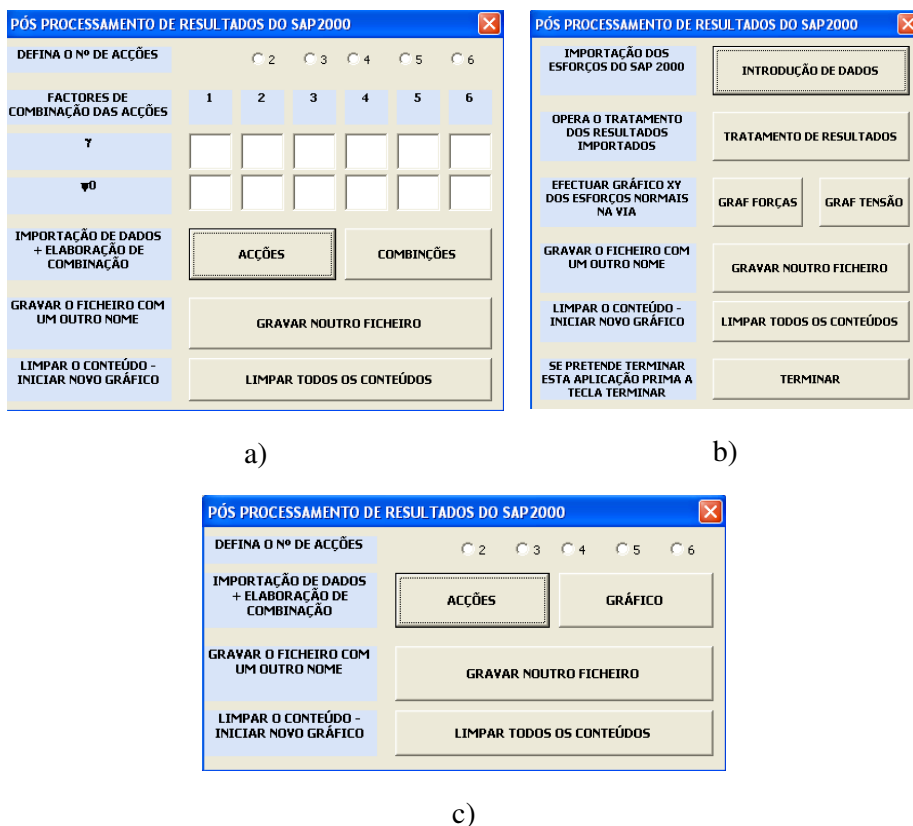 PÓS PROCESSAMENTO DE RESULTADOS DO SAP2000
DEFINA O Nº DE ACÇÕES
2 3 4 5 6
FACTORES DE
COMBINAÇÃO DAS ACÇÕES
1 2 3 4 5 6
γ
ψ0
IMPORTAÇÃO DE DADOS
+ ELABORAÇÃO DE
COMBINAÇÃO
ACÇÕES
COMBINÇÕES
GRAVAR O FICHEIRO COM
UM OUTRO NOME
GRAVAR NOUTRO FICHEIRO
LIMPAR O CONTEÚDO -
INICIAR NOVO GRÁFICO
LIMPAR TODOS OS CONTEÚDOS
a)
PÓS PROCESSAMENTO DE RESULTADOS DO SAP2000
IMPORTAÇÃO DOS
ESFORÇOS DO SAP 2000
INTRODUÇÃO DE DADOS
OPERA O TRATAMENTO
DOS RESULTADOS
IMPORTADOS
TRATAMENTO DE RESULTADOS
EFECTUAR GRÁFICO XY
DOS ESFORÇOS NORMAIS
NA VIA
GRAF FORÇAS
GRAF TENSÃO
GRAVAR O FICHEIRO COM
UM OUTRO NOME
GRAVAR NOUTRO FICHEIRO
LIMPAR O CONTEÚDO -
INICIAR NOVO GRÁFICO
LIMPAR TODOS OS CONTEÚDOS
SE PRETENDE TERMINAR
ESTA APLICAÇÃO PRIMA A
TECLA TERMINAR
TERMINAR
b)
PÓS PROCESSAMENTO DE RESULTADOS DO SAP2000
DEFINA O Nº DE ACÇÕES
2 3 4 5 6
IMPORTAÇÃO DE DADOS
+ ELABORAÇÃO DE
COMBINAÇÃO
ACÇÕES
GRÁFICO
GRAVAR O FICHEIRO COM
UM OUTRO NOME
GRAVAR NOUTRO FICHEIRO
LIMPAR O CONTEÚDO -
INICIAR NOVO GRÁFICO
LIMPAR TODOS OS CONTEÚDOS
c)